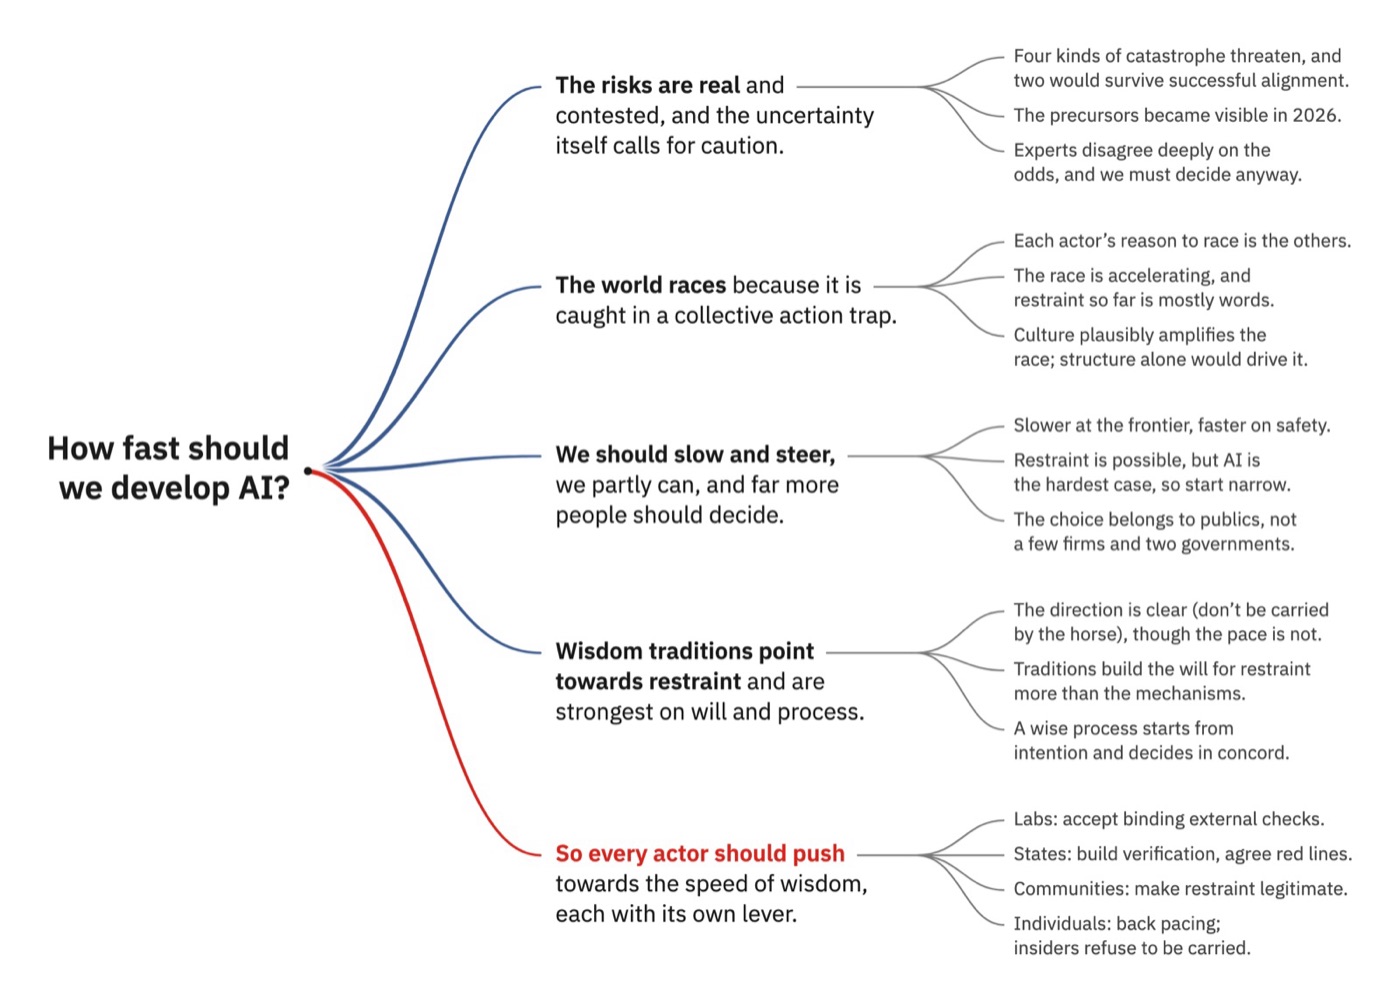 How fast should
we develop AI?
The risks are real and
contested, and the uncertainty
itself calls for caution.
Four kinds of catastrophe threaten, and
two would survive successful alignment.
The precursors became visible in 2026.
Experts disagree deeply on the
odds, and we must decide anyway.
The world races because it is
caught in a collective action trap.
Each actor’s reason to race is the others.
The race is accelerating, and
restraint so far is mostly words.
Culture plausibly amplifies the
race; structure alone would drive it.
We should slow and steer,
we partly can, and far more
people should decide.
Slower at the frontier, faster on safety.
Restraint is possible, but AI is
the hardest case, so start narrow.
The choice belongs to publics, not
a few firms and two governments.
Wisdom traditions point
towards restraint and are
strongest on will and process.
The direction is clear (don’t be carried
by the horse), though the pace is not.
Traditions build the will for restraint
more than the mechanisms.
A wise process starts from
intention and decides in concord.
So every actor should push
towards the speed of wisdom,
each with its own lever.
Labs: accept binding external checks.
States: build verification, agree red lines.
Communities: make restraint legitimate.
Individuals: back pacing;
insiders refuse to be carried.